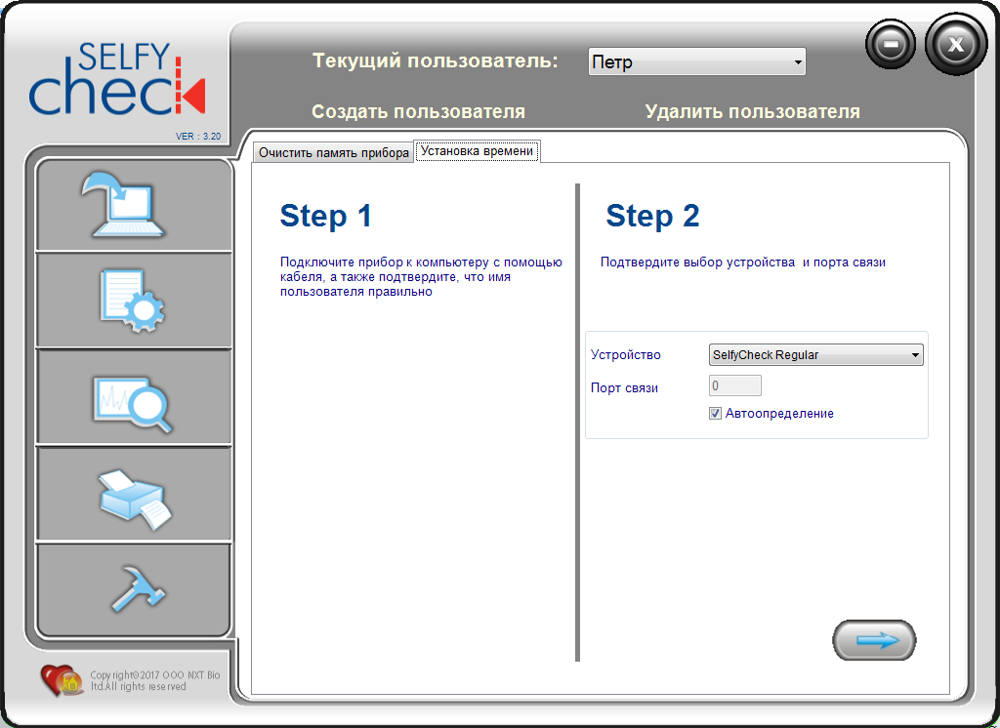 SELFY
check
VER : 3.20
Текущий пользователь:
Петр
X
Создать пользователя
Удалить пользователя
Очистить память прибора
Установка времени
Step 1
Подключите прибор к компьютеру с помощью
кабеля, а также подтвердите, что имя
пользователя правильно
Step 2
Подтвердите выбор устройства и порта связи
Устройство
SelfyCheck Regular
Порт связи
0
Автоопределение
Copyright©2017 ООО NXT Bio
ltd.All rights reserved